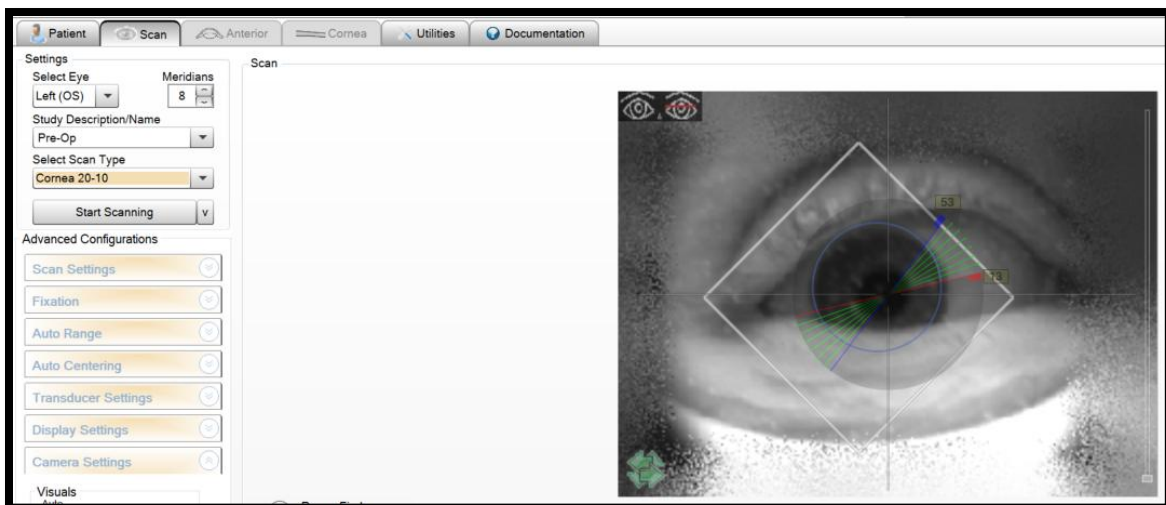 Patient Scan Anterior Cornea Utilities Documentation
Settings
Scan
Select Eye Meridians
Left (OS) 8
Study Description/Name
Pre-Op
Select Scan Type
Cornea 20-10
Start Scanning v
Advanced Configurations
Scan Settings
Fixation
Auto Range
Auto Centering
Transducer Settings
Display Settings
Camera Settings
Visuals
53
13